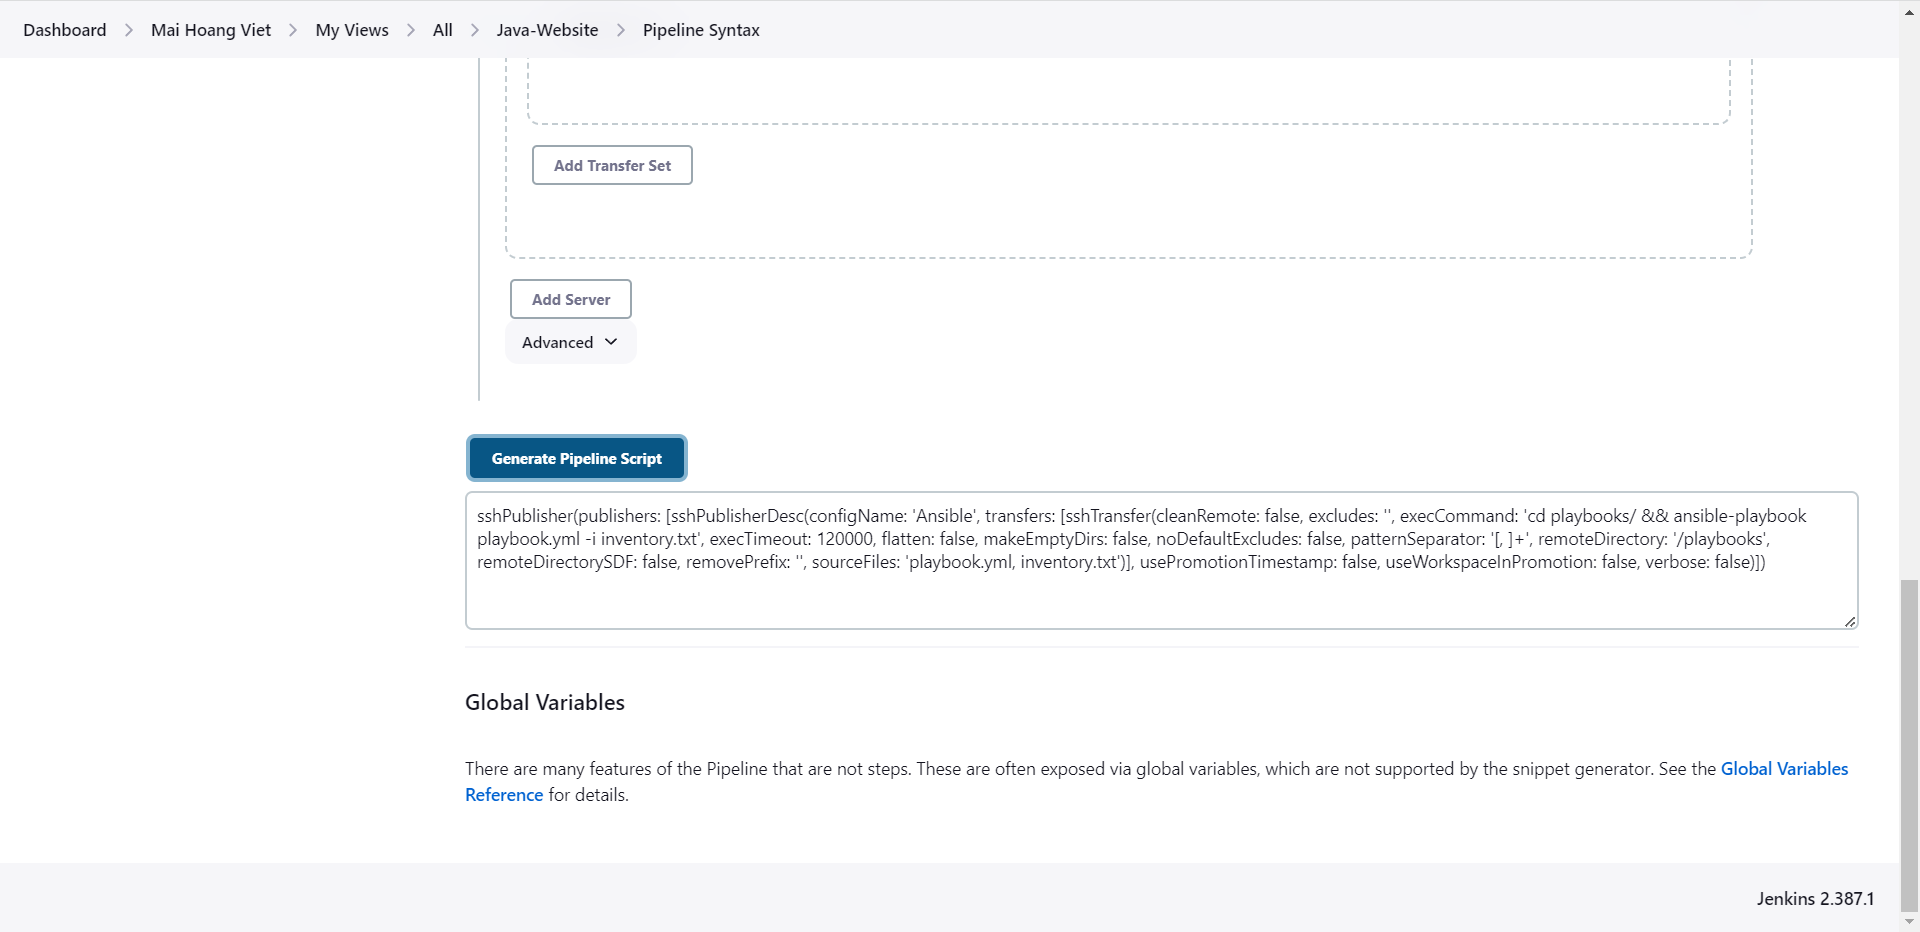 Dashboard > Mai Hoang Viet > My Views > All > Java-Website > Pipeline Syntax
Add Transfer Set
Add Server
Advanced
Generate Pipeline Script
sshPublisher(publishers: [sshPublisherDesc(configName: 'Ansible', transfers: [sshTransfer(cleanRemote: false, excludes: '', execCommand: 'cd playbooks/ && ansible-playbook
playbook.yml -i inventory.txt', execTimeout: 120000, flatten: false, makeEmptyDirs: false, noDefaultExcludes: false, patternSeparator: '[, ]+', remoteDirectory: '/playbooks',
remoteDirectorySDF: false, removePrefix: '', sourceFiles: 'playbook.yml, inventory.txt')], usePromotionTimestamp: false, useWorkspaceInPromotion: false, verbose: false)])
Global Variables
There are many features of the Pipeline that are not steps. These are often exposed via global variables, which are not supported by the snippet generator. See the Global Variables
Reference for details.
Jenkins 2.387.1